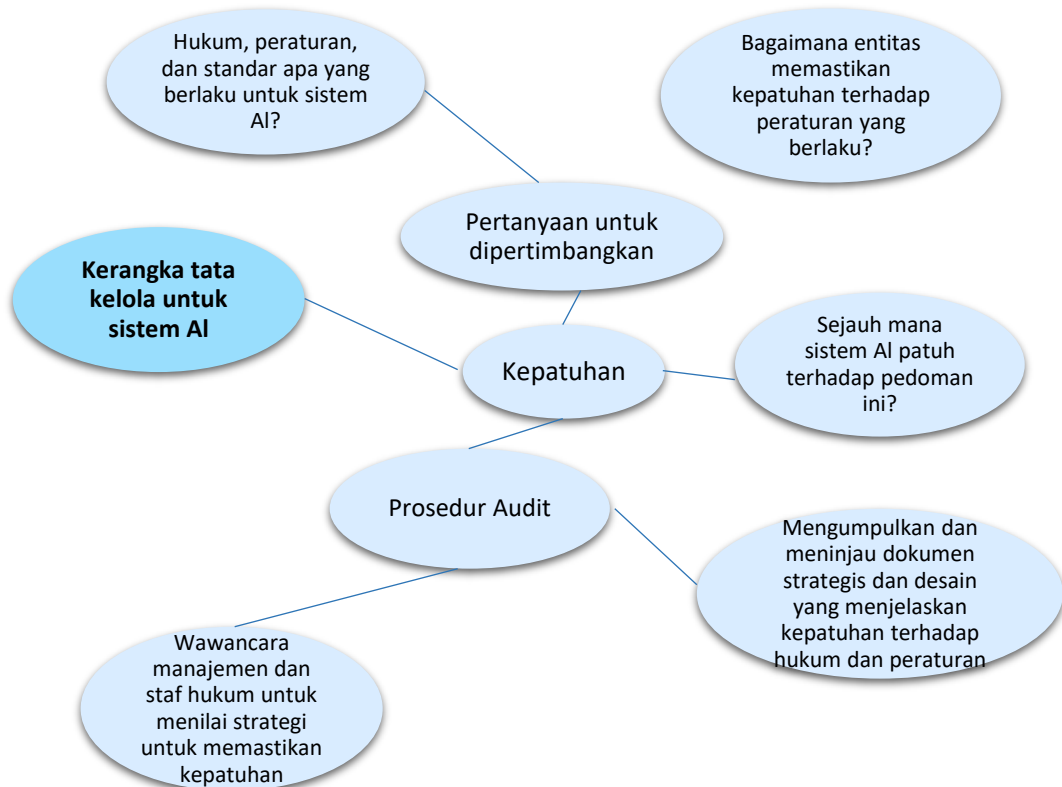 Hukum, peraturan,
dan standar apa yang
berlaku untuk sistem
AI?
Bagaimana entitas
memastikan
kepatuhan terhadap
peraturan yang
berlaku?
Pertanyaan untuk
dipertimbangkan
Kerangka tata
kelola untuk
sistem AI
Kepatuhan
Sejauh mana
sistem AI patuh
terhadap pedoman
ini?
Prosedur Audit
Mengumpulkan dan
meninjau dokumen
strategis dan desain
yang menjelaskan
kepatuhan terhadap
hukum dan peraturan
Wawancara
manajemen dan
staf hukum untuk
menilai strategi
untuk memastikan
kepatuhan